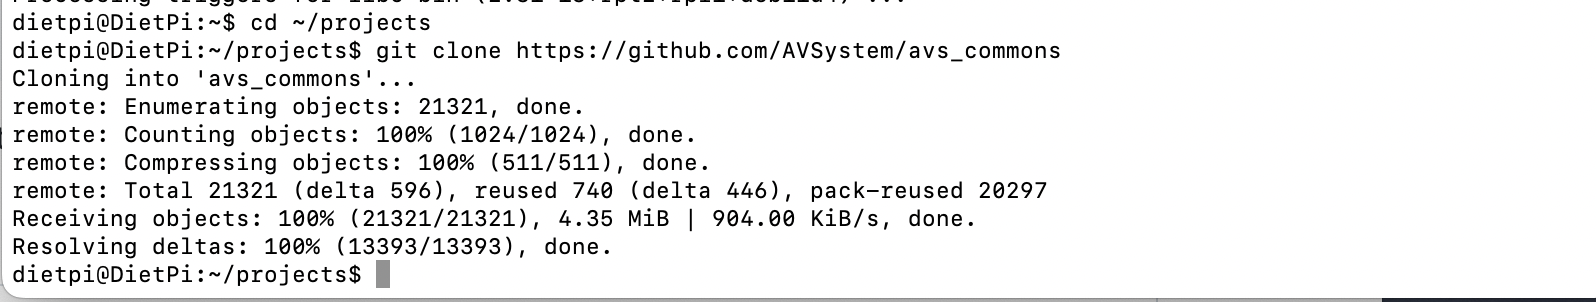 dietpi@DietPi:~$ cd ~/projects
dietpi@DietPi:~/projects$ git clone https://github.com/AVSystem/avs_commons
Cloning into 'avs_commons'...
remote: Enumerating objects: 21321, done.
remote: Counting objects: 100% (1024/1024), done.
remote: Compressing objects: 100% (511/511), done.
remote: Total 21321 (delta 596), reused 740 (delta 446), pack-reused 20297
Receiving objects: 100% (21321/21321), 4.35 MiB | 904.00 KiB/s, done.
Resolving deltas: 100% (13393/13393), done.
dietpi@DietPi:~/projects$